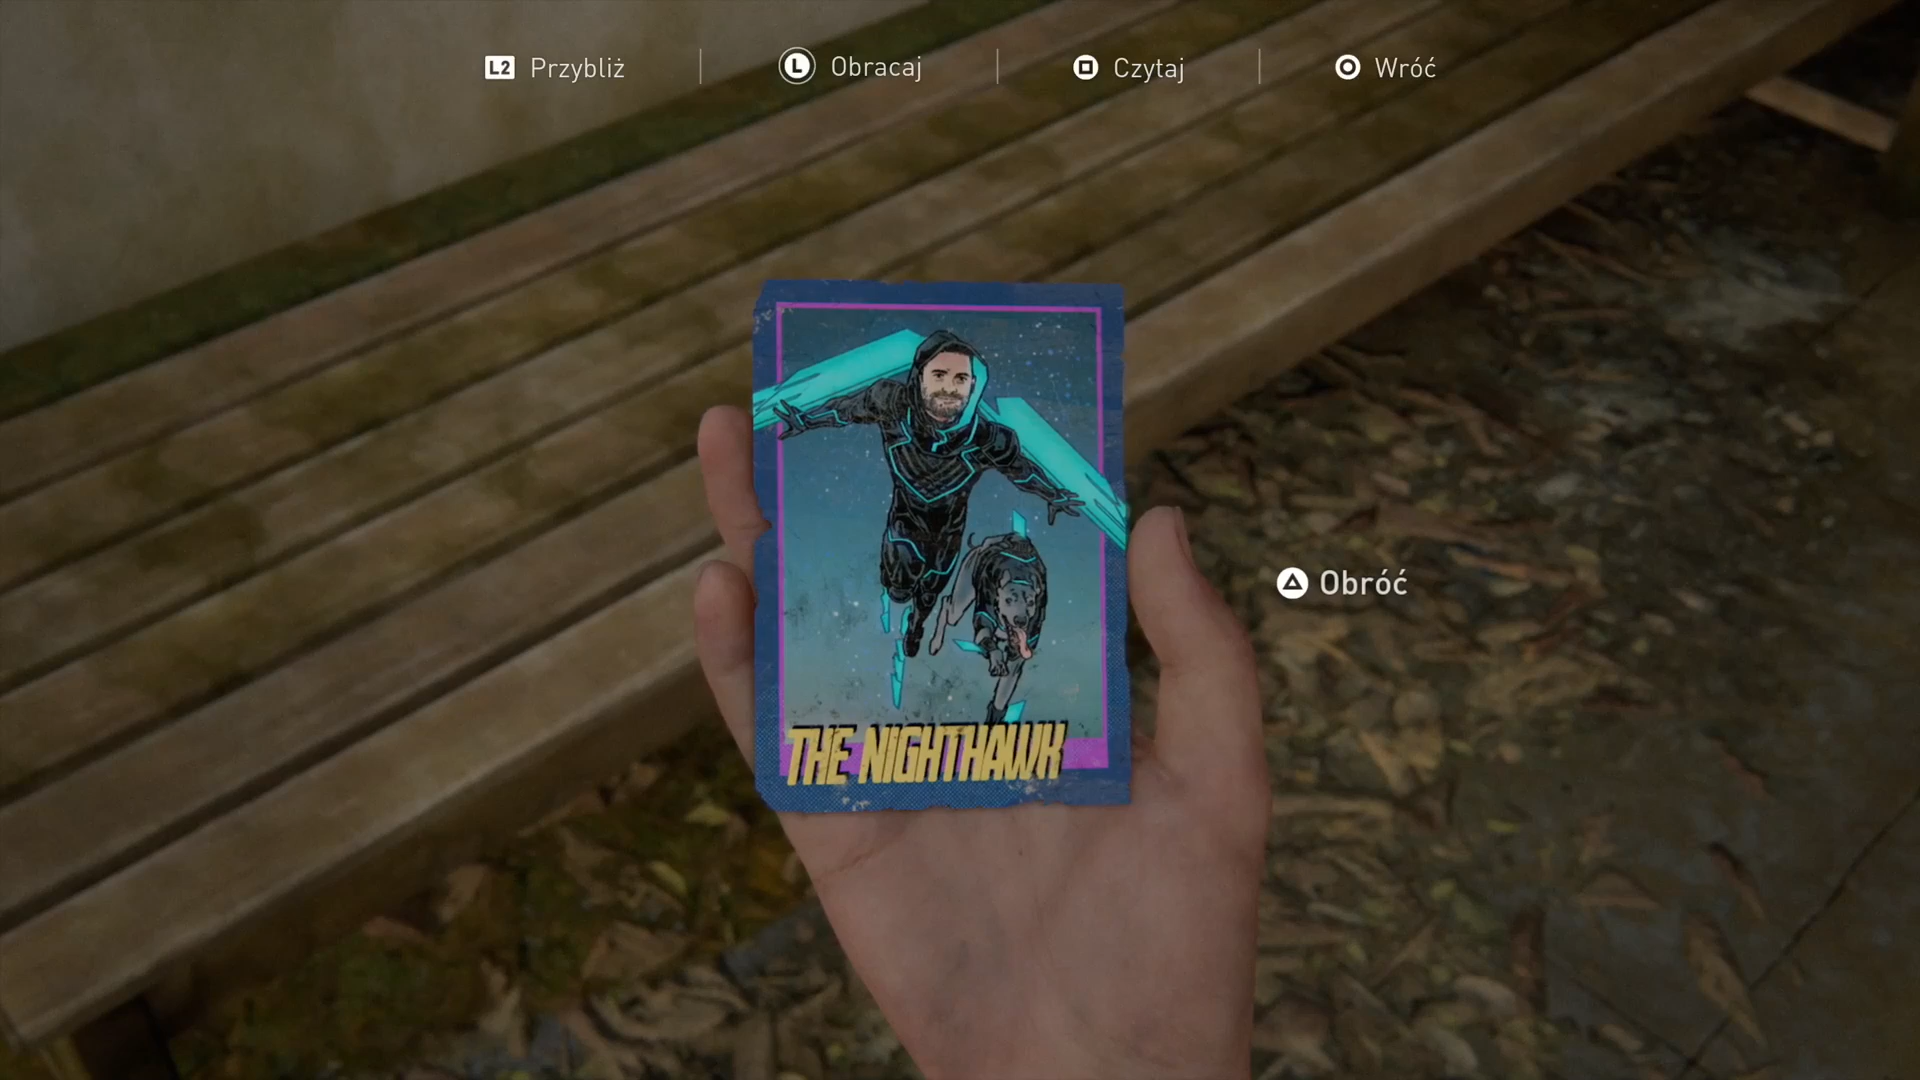 L2 Przybliż
L Obracaj
Czytaj
Wróć
Obróć
THE NIGHTHAWK